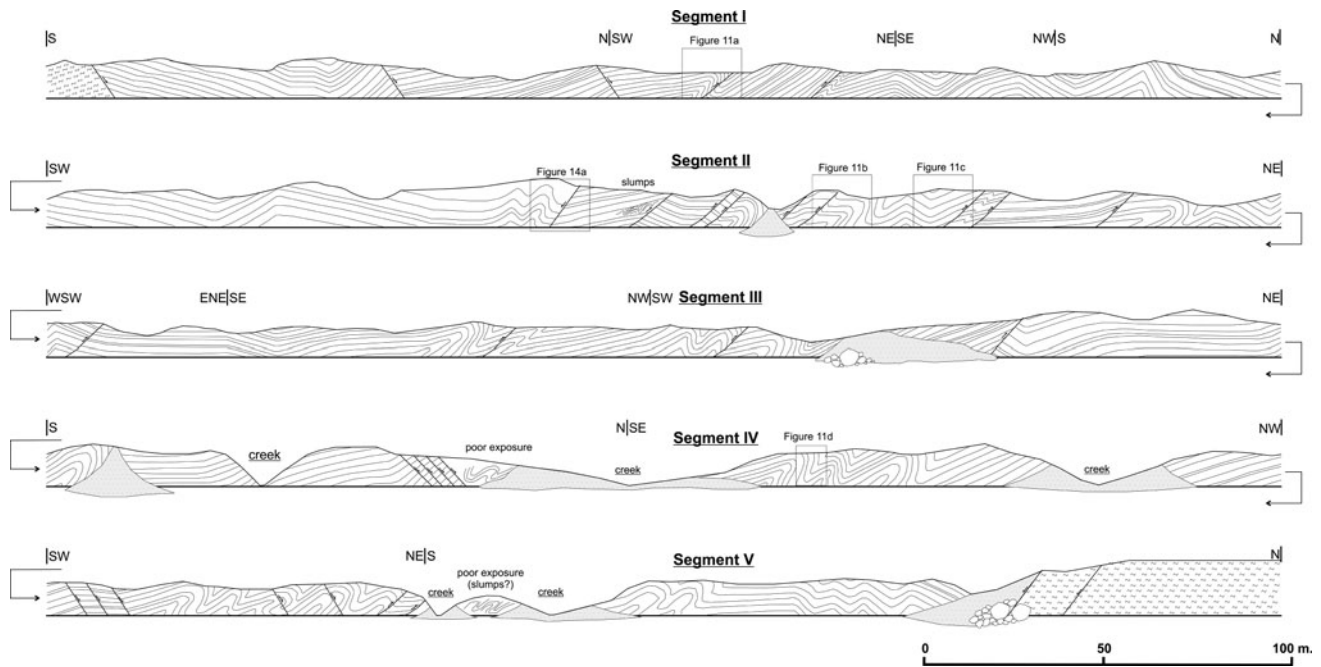 Segment I
|S
N|SW
Figure 11a
NE|SE
NW|S
N|
Segment II
|SW
Figure 14a
slumps
Figure 11b
Figure 11c
NE|
Segment III
|WSW
ENE|SE
NW|SW
NE|
Segment IV
|S
creek
poor exposure
N|SE
creek
Figure 11d
creek
NW|
Segment V
|SW
NE|S
creek
poor exposure
(slumps?)
creek
N|
0 50 100 m.